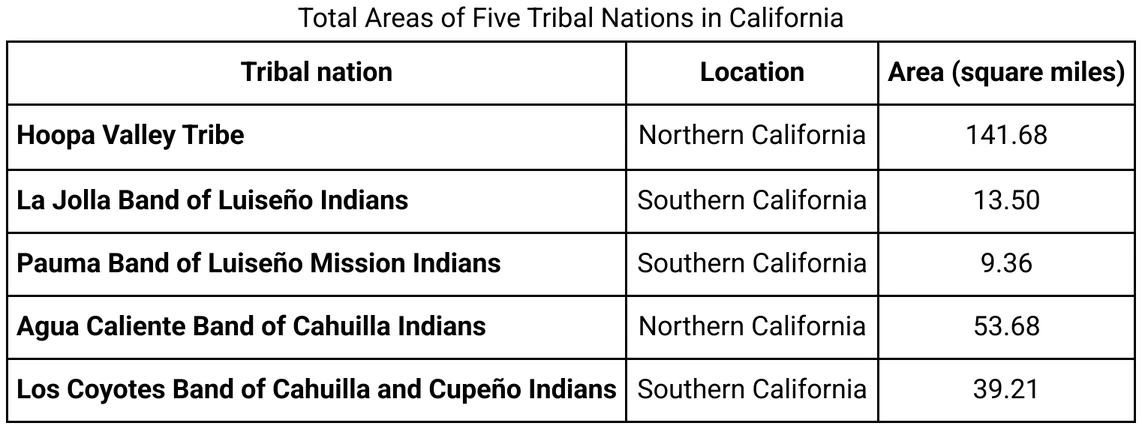 Total Areas of Five Tribal Nations in California
Tribal nation Location Area (square miles)
Hoopa Valley Tribe Northern California 141.68
La Jolla Band of Luiseño Indians Southern California 13.50
Pauma Band of Luiseño Mission Indians Southern California 9.36
Agua Caliente Band of Cahuilla Indians Northern California 53.68
Los Coyotes Band of Cahuilla and Cupeño Indians Southern California 39.21